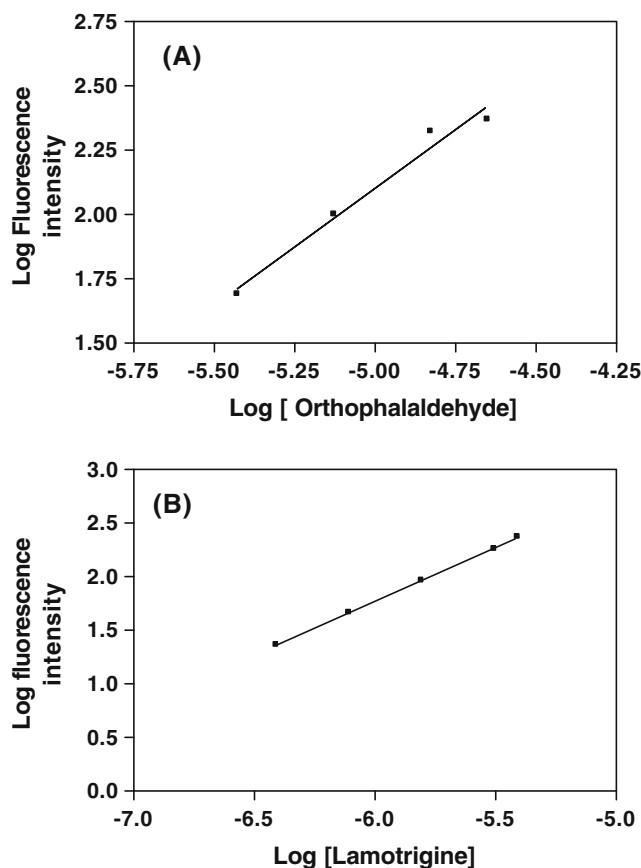 (A)
Log Fluorescence
intensity
2.75
2.50
2.25
2.00
1.75
1.50
-5.75 -5.50 -5.25 -5.00 -4.75 -4.50 -4.25
Log [ Orthophalaldehyde]
(B)
Log fluorescence
intensity
3.0
2.5
2.0
1.5
1.0
0.5
0.0
-7.0 -6.5 -6.0 -5.5 -5.0
Log [Lamotrigine]